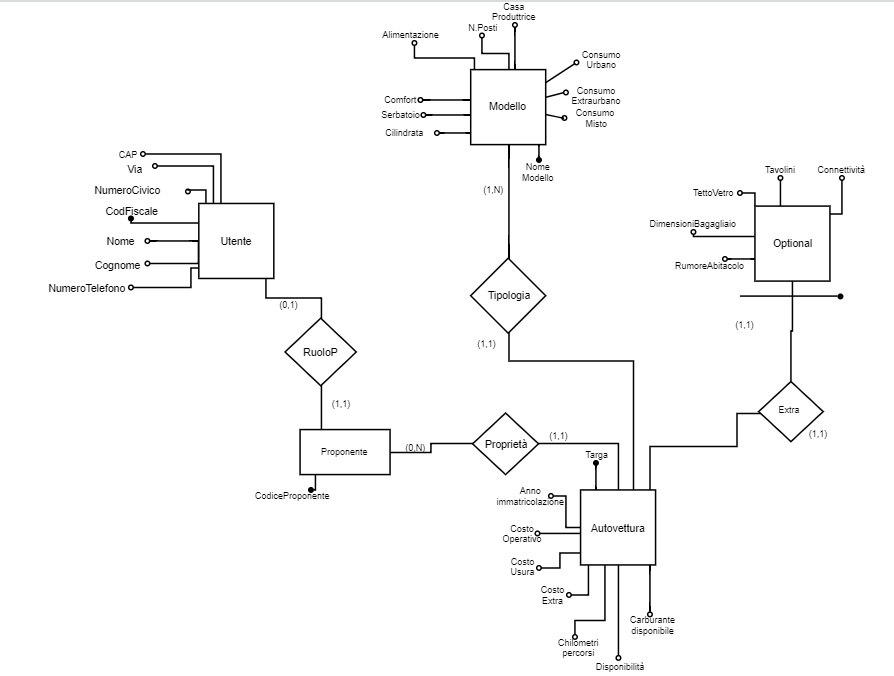 Casa
Produttrice
N.Posti
Alimentazione
Consumo
Urbano
Consumo
Extraurbano
Comfort
Modello
Serbatoio
Consumo
Misto
Cilindrata
CAP
Via
Nome
Modello
Tavolini
Connettività
NumeroCivico
(1,N)
TettoVetro
CodFiscale
DimensioniBagagliaio
Nome
Utente
Optional
Cognome
RumoreAbitacolo
NumeroTelefono
Tipologia
(0,1)
(1,1)
(1,1)
RuoloP
(1,1)
Extra
(1,1)
(1,1)
Proponente
(0,N)
Proprietà
Targa
CodiceProponente
Anno
immatricolazione
Costo
Operativo
Autovettura
Costo
Usura
Costo
Extra
Carburante
disponibile
Chilometri
percorsi
Disponibilità